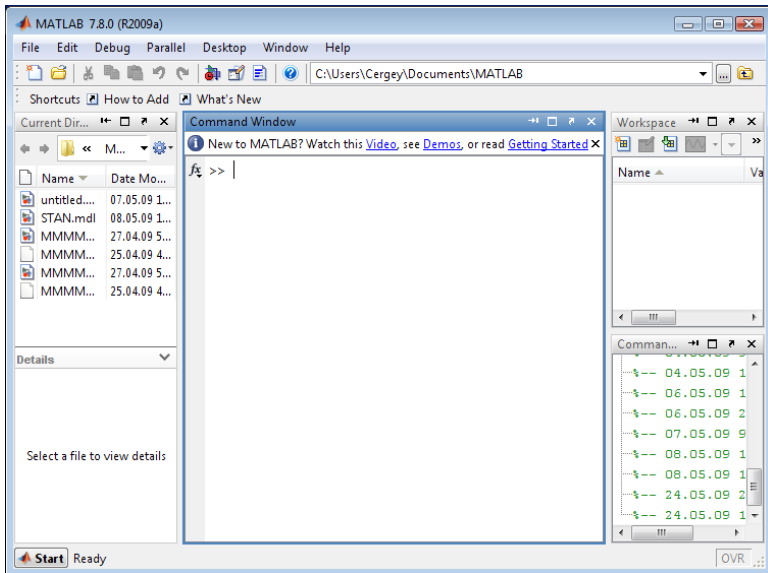 MATLAB 7.8.0 (R2009a)
File Edit Debug Parallel Desktop Window Help
C:\Users\Cergey\Documents\MATLAB
Shortcuts How to Add What's New
Current Dir...
« M...
Name Date Mo...
untitled.... 07.05.09 1...
STAN.mdl 08.05.09 1...
MMMM... 27.04.09 5...
MMMM... 25.04.09 4...
MMMM... 27.04.09 5...
MMMM... 25.04.09 4...
Details
Select a file to view details
Command Window
New to MATLAB? Watch this Video, see Demos, or read Getting Started
fx >>
Workspace
Name Va
Comman...
%-- 04.05.09 1
%-- 06.05.09 1
%-- 06.05.09 2
%-- 07.05.09 9
%-- 08.05.09 1
%-- 08.05.09 1
%-- 24.05.09 2
%-- 24.05.09 1
Start Ready
OVR